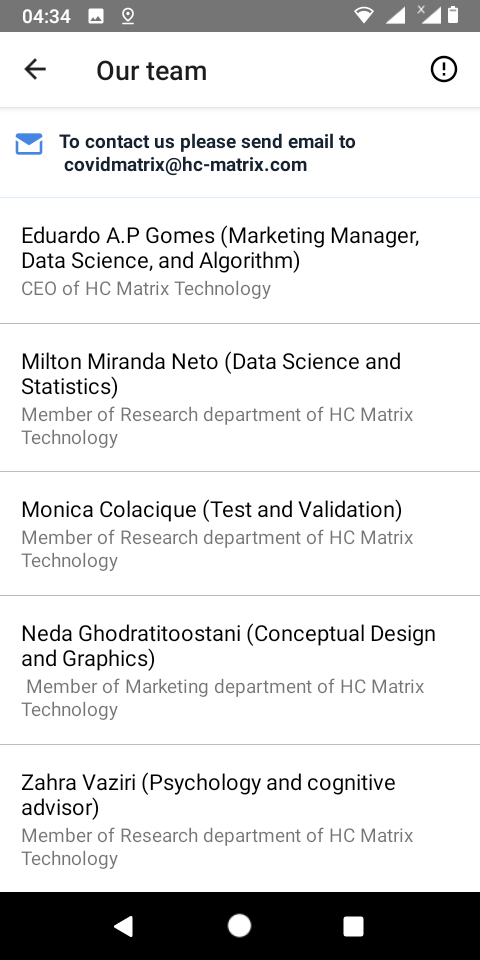 04:34
Our team
To contact us please send email to
covidmatrix@hc-matrix.com
Eduardo A.P Gomes (Marketing Manager,
Data Science, and Algorithm)
CEO of HC Matrix Technology
Milton Miranda Neto (Data Science and
Statistics)
Member of Research department of HC Matrix
Technology
Monica Colacique (Test and Validation)
Member of Research department of HC Matrix
Technology
Neda Ghodratitoostani (Conceptual Design
and Graphics)
Member of Marketing department of HC Matrix
Technology
Zahra Vaziri (Psychology and cognitive
advisor)
Member of Research department of HC Matrix
Technology